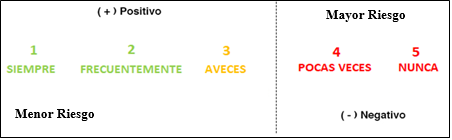 ( + ) Positivo
Mayor Riesgo
1 2 3 4 5
SIEMPRE FRECUENTEMENTE AVECES POCAS VECES NUNCA
Menor Riesgo
( - ) Negativo